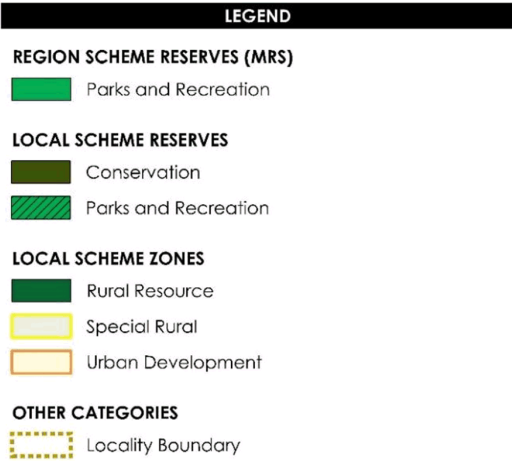 LEGEND
REGION SCHEME RESERVES (MRS)
Parks and Recreation
LOCAL SCHEME RESERVES
Conservation
Parks and Recreation
LOCAL SCHEME ZONES
Rural Resource
Special Rural
Urban Development
OTHER CATEGORIES
Locality Boundary